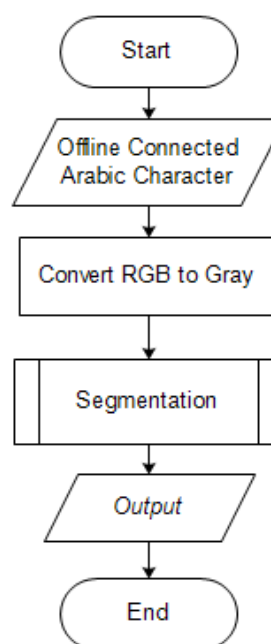 Start
Offline Connected
Arabic Character
Convert RGB to Gray
Segmentation
Output
End